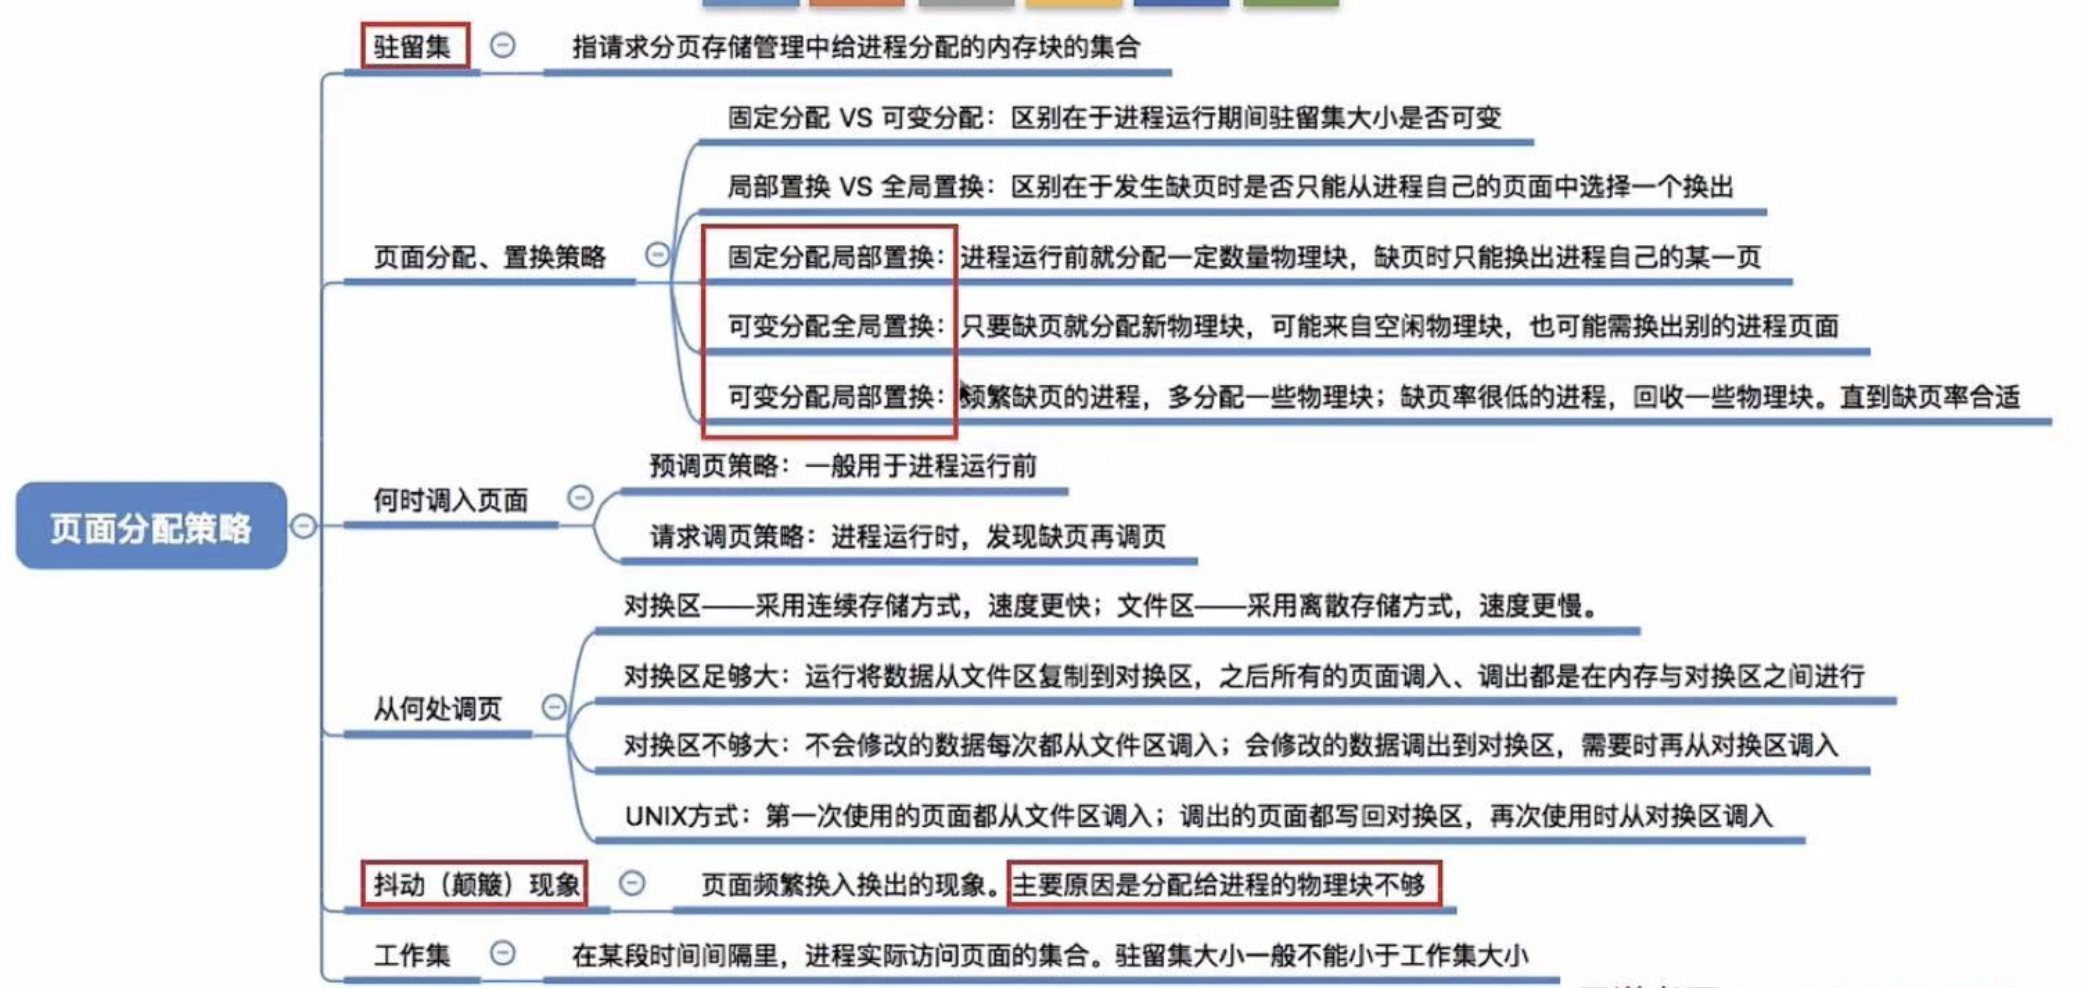 驻留集
指请求分页存储管理中给进程分配的内存块的集合
固定分配 VS 可变分配：区别在于进程运行期间驻留集大小是否可变
局部置换 VS 全局置换：区别在于发生缺页时是否只能从进程自己的页面中选择一个换出
页面分配、置换策略
固定分配局部置换：进程运行前就分配一定数量物理块，缺页时只能换出进程自己的某一页
可变分配全局置换：只要缺页就分配新物理块，可能来自空闲物理块，也可能需换出别的进程页面
可变分配局部置换：频繁缺页的进程，多分配一些物理块；缺页率很低的进程，回收一些物理块。直到缺页率合适
页面分配策略
何时调入页面
预调页策略：一般用于进程运行前
请求调页策略：进程运行时，发现缺页再调页
从何处调页
对换区——采用连续存储方式，速度更快；文件区——采用离散存储方式，速度更慢。
对换区足够大：运行将数据从文件区复制到对换区，之后所有的页面调入、调出都是在内存与对换区之间进行
对换区不够大：不会修改的数据每次都从文件区调入；会修改的数据调出到对换区，需要时再从对换区调入
UNIX方式：第一次使用的页面都从文件区调入；调出的页面都写回对换区，再次使用时从对换区调入
抖动（颠簸）现象
页面频繁换入换出的现象。主要原因是分配给进程的物理块不够
工作集
在某段时间间隔里，进程实际访问页面的集合。驻留集大小一般不能小于工作集大小